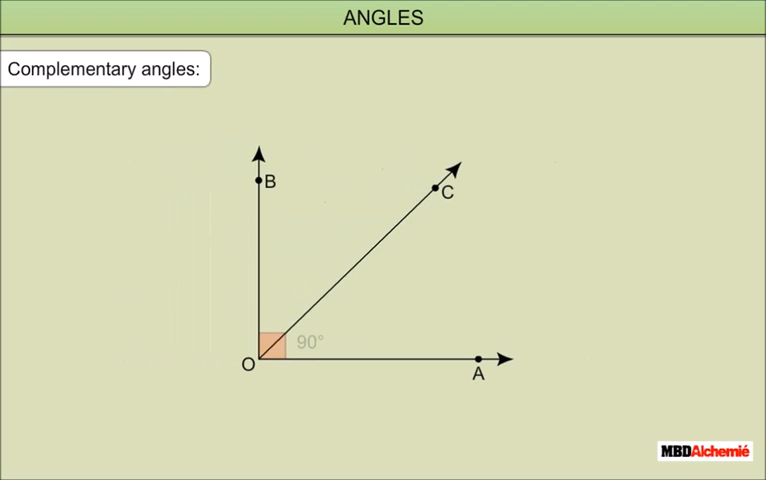 ANGLES
Complementary angles:
B
C
90°
O
A
MBDAlchemié